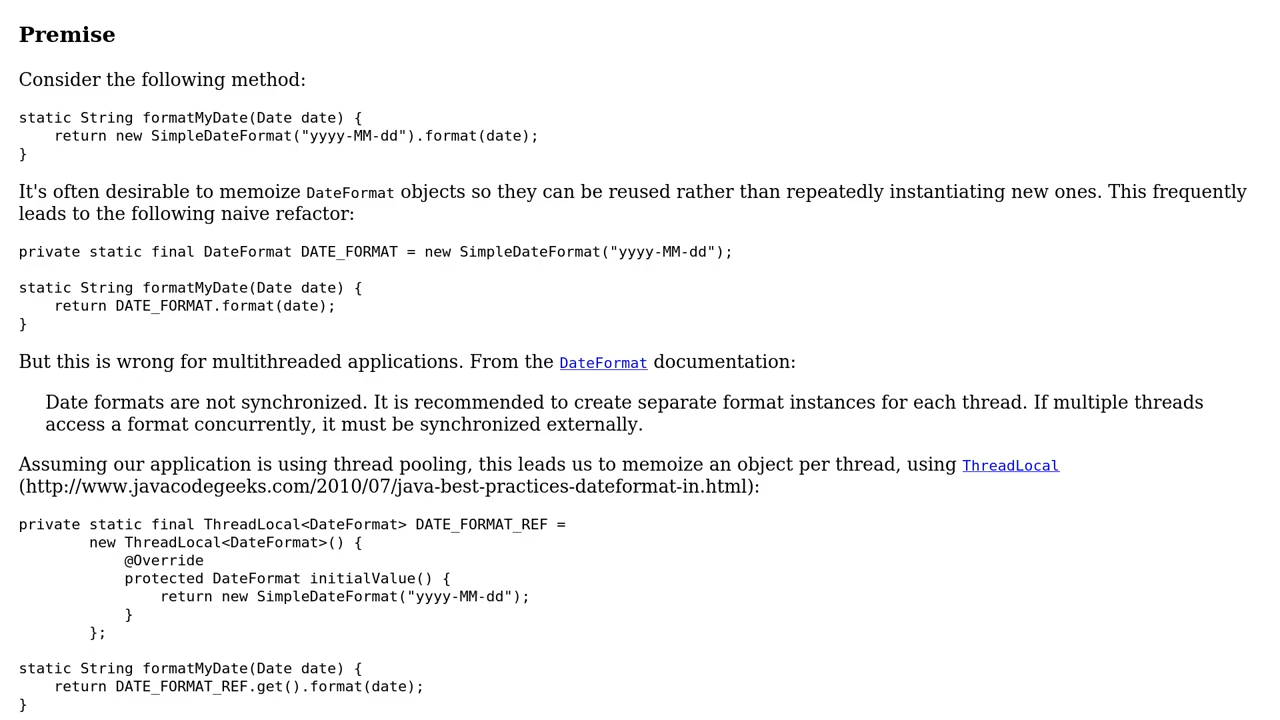 Premise
Consider the following method:
static String formatMyDate(Date date) {
    return new SimpleDateFormat("yyyy-MM-dd").format(date);
}
It's often desirable to memoize DateFormat objects so they can be reused rather than repeatedly instantiating new ones. This frequently
leads to the following naive refactor:
private static final DateFormat DATE_FORMAT = new SimpleDateFormat("yyyy-MM-dd");
static String formatMyDate(Date date) {
    return DATE_FORMAT.format(date);
}
But this is wrong for multithreaded applications. From the DateFormat documentation:
Date formats are not synchronized. It is recommended to create separate format instances for each thread. If multiple threads
access a format concurrently, it must be synchronized externally.
Assuming our application is using thread pooling, this leads us to memoize an object per thread, using ThreadLocal
(http://www.javacodegeeks.com/2010/07/java-best-practices-dateformat-in.html):
private static final ThreadLocal<DateFormat> DATE_FORMAT_REF =
        new ThreadLocal<DateFormat>() {
            @Override
            protected DateFormat initialValue() {
                return new SimpleDateFormat("yyyy-MM-dd");
            }
        };
static String formatMyDate(Date date) {
    return DATE_FORMAT_REF.get().format(date);
}